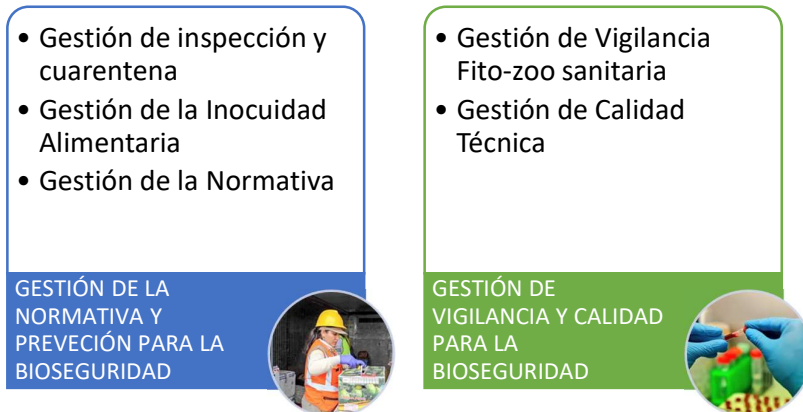 • Gestión de inspección y
cuarentena
• Gestión de la Inocuidad
Alimentaria
• Gestión de la Normativa
GESTIÓN DE LA
NORMATIVA Y
PREVECIÓN PARA LA
BIOSEGURIDAD
• Gestión de Vigilancia
Fito-zoo sanitaria
• Gestión de Calidad
Técnica
GESTIÓN DE
VIGILANCIA Y CALIDAD
PARA LA
BIOSEGURIDAD